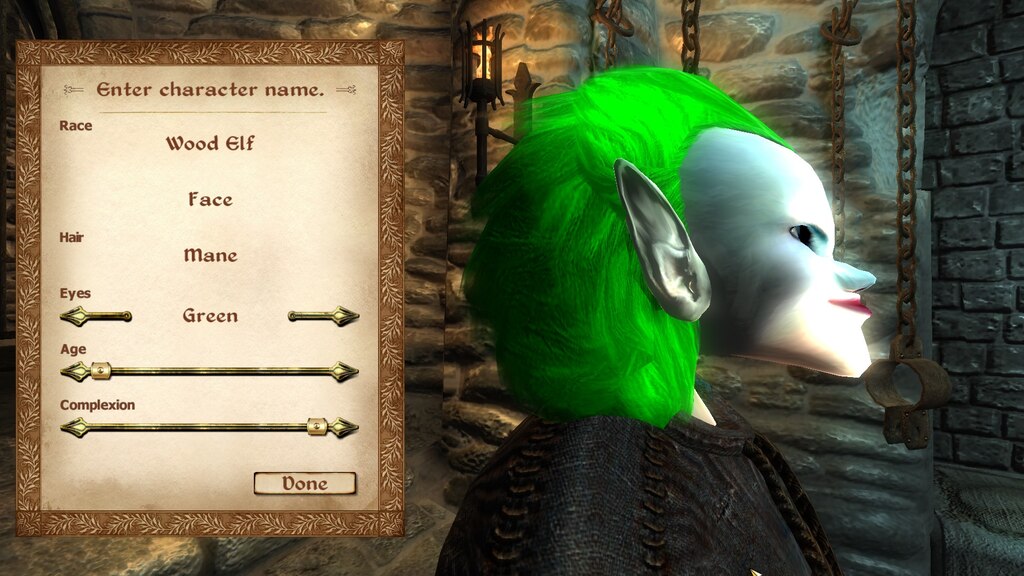 Enter character name.
Race
Wood Elf
Face
Hair
Mane
Eyes
Green
Age
Complexion
Done